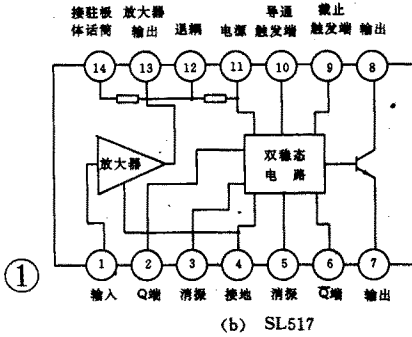 接驻极 放大器 导通 截止
体话筒 输出 退耦 电源 触发端 触发端 输出
14 13 12 11 10 9 8
放大器
双稳态
电路
① 1 2 3 4 5 6 7
输入 Q端 消振 接地 消振 Q̅端 输出
(b) SL517